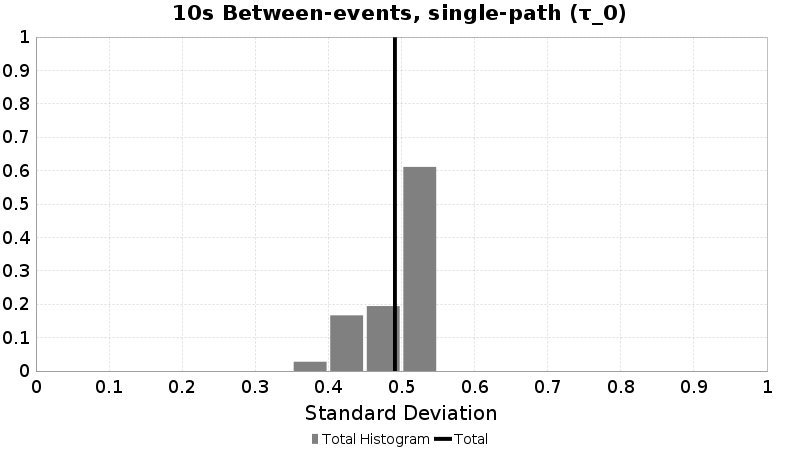 10s Between-events, single-path (τ_0)
1
0.9
0.8
0.7
0.6
0.5
0.4
0.3
0.2
0.1
0
0 0.1 0.2 0.3 0.4 0.5 0.6 0.7 0.8 0.9 1
Standard Deviation
Total Histogram Total